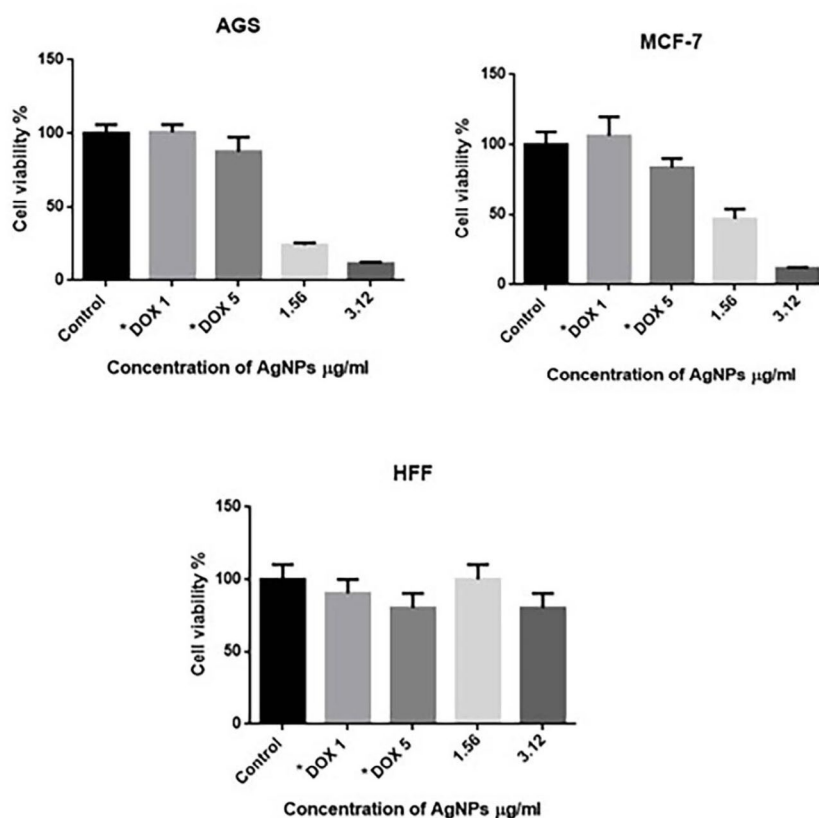 AGS
Cell viability %
150
100
50
0
Control
*DOX 1
*DOX 5
1.56
3.12
Concentration of AgNPs μg/ml
MCF-7
Cell viability %
150
100
50
0
Control
*DOX 1
*DOX 5
1.56
3.12
Concentration of AgNPs μg/ml
HFF
Cell viability %
150
100
50
0
Control
*DOX 1
*DOX 5
1.56
3.12
Concentration of AgNPs μg/ml